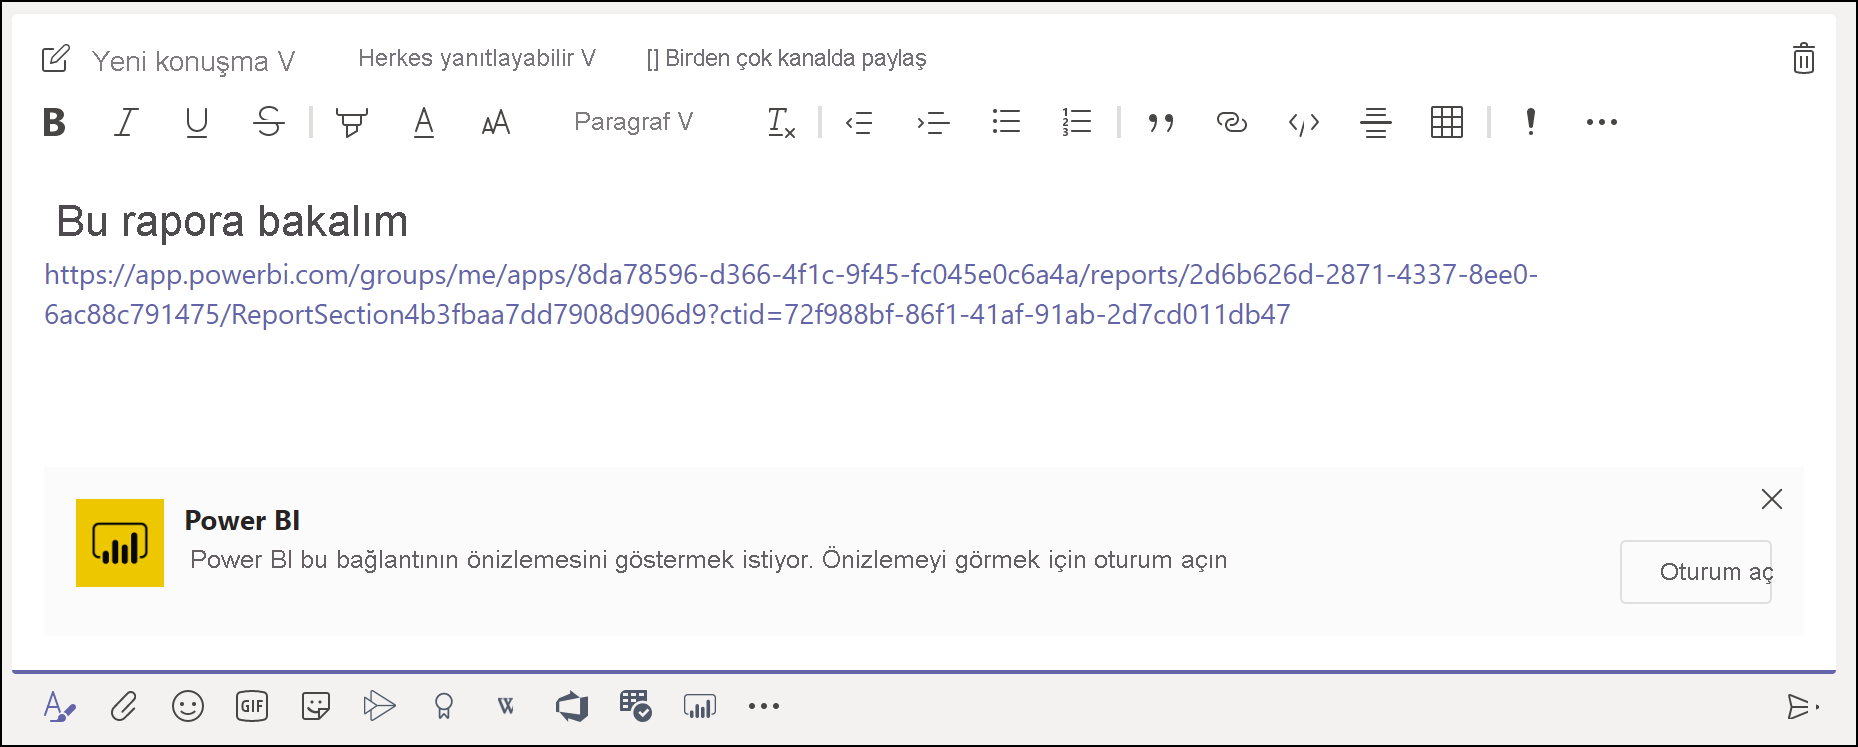 Yeni konuşma V Herkes yanıtlayabilir V [] Birden çok kanalda paylaş
B I U S A AA Paragraf V Tx
Bu rapora bakalım
https://app.powerbi.com/groups/me/apps/8da78596-d366-4f1c-9f45-fc045e0c6a4a/reports/2d6b626d-2871-4337-8ee0-
6ac88c791475/ReportSection4b3fbaa7dd7908d906d9?ctid=72f988bf-86f1-41af-91ab-2d7cd011db47
Power BI
Power BI bu bağlantının önizlemesini göstermek istiyor. Önizlemeyi görmek için oturum açın
Oturum aç
GIF